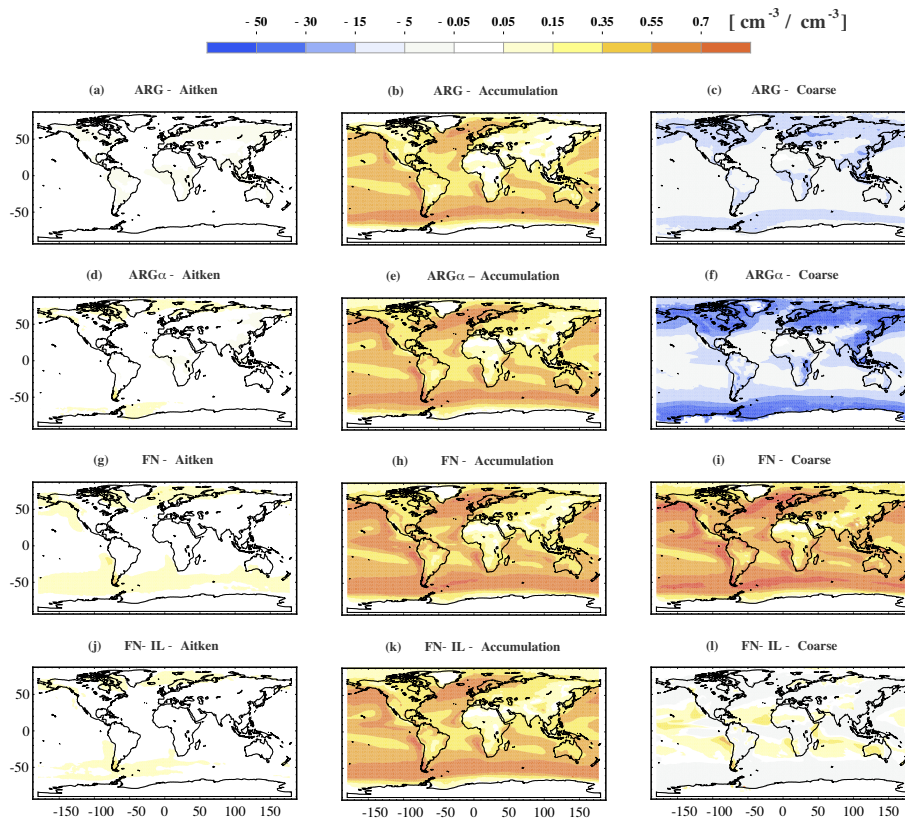 - 50 - 30 - 15 - 5 - 0.05 0.05 0.15 0.35 0.55 0.7 [ cm-3 / cm-3 ]
(a) ARG - Aitken (b) ARG - Accumulation (c) ARG - Coarse
50
0
-50
(d) ARGα - Aitken (e) ARGα – Accumulation (f) ARGα - Coarse
50
0
-50
(g) FN - Aitken (h) FN - Accumulation (i) FN - Coarse
50
0
-50
(j) FN- IL - Aitken (k) FN- IL - Accumulation (l) FN- IL - Coarse
50
0
-50
-150 -100 -50 0 50 100 150 -150 -100 -50 0 50 100 150 -150 -100 -50 0 50 100 150